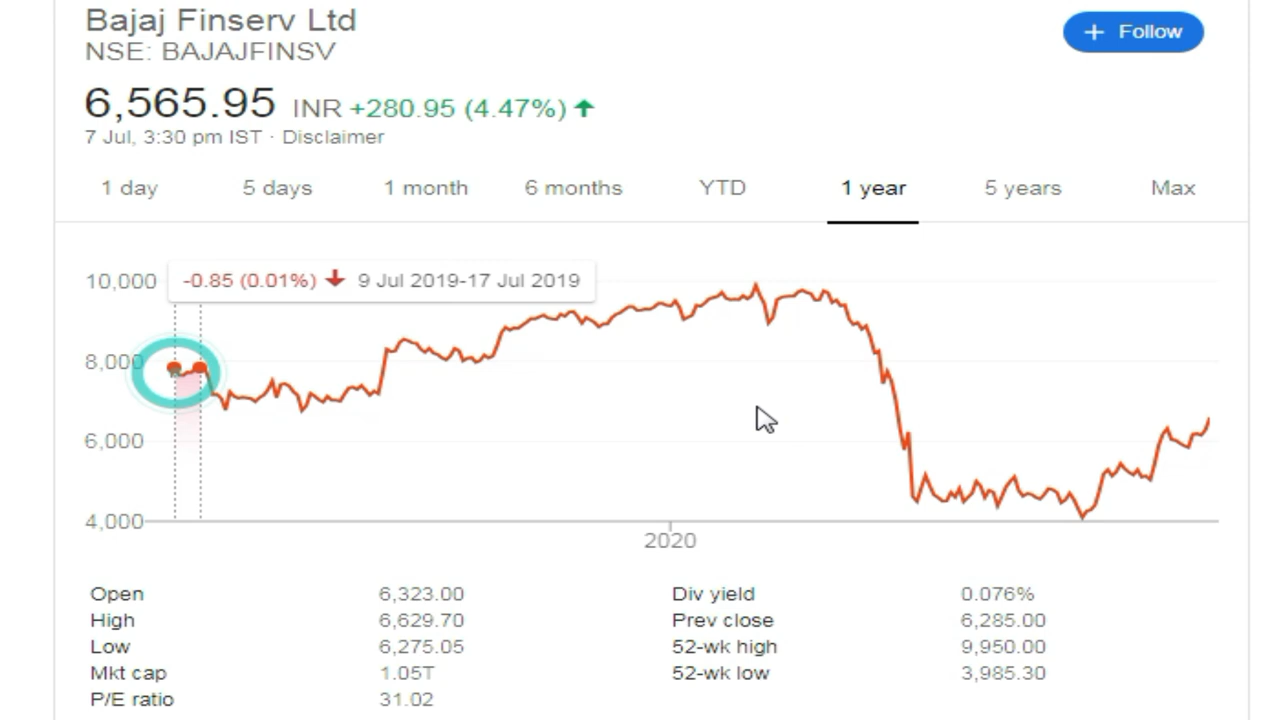 Bajaj Finserv Ltd
+ Follow
NSE: BAJAJFINSV
6,565.95 INR +280.95 (4.47%)
7 Jul, 3:30 pm IST · Disclaimer
1 day 5 days 1 month 6 months YTD 1 year 5 years Max
10,000
-0.85 (0.01%) 9 Jul 2019-17 Jul 2019
8,000
6,000
4,000
2020
Open 6,323.00 Div yield 0.076%
High 6,629.70 Prev close 6,285.00
Low 6,275.05 52-wk high 9,950.00
Mkt cap 1.05T 52-wk low 3,985.30
P/E ratio 31.02